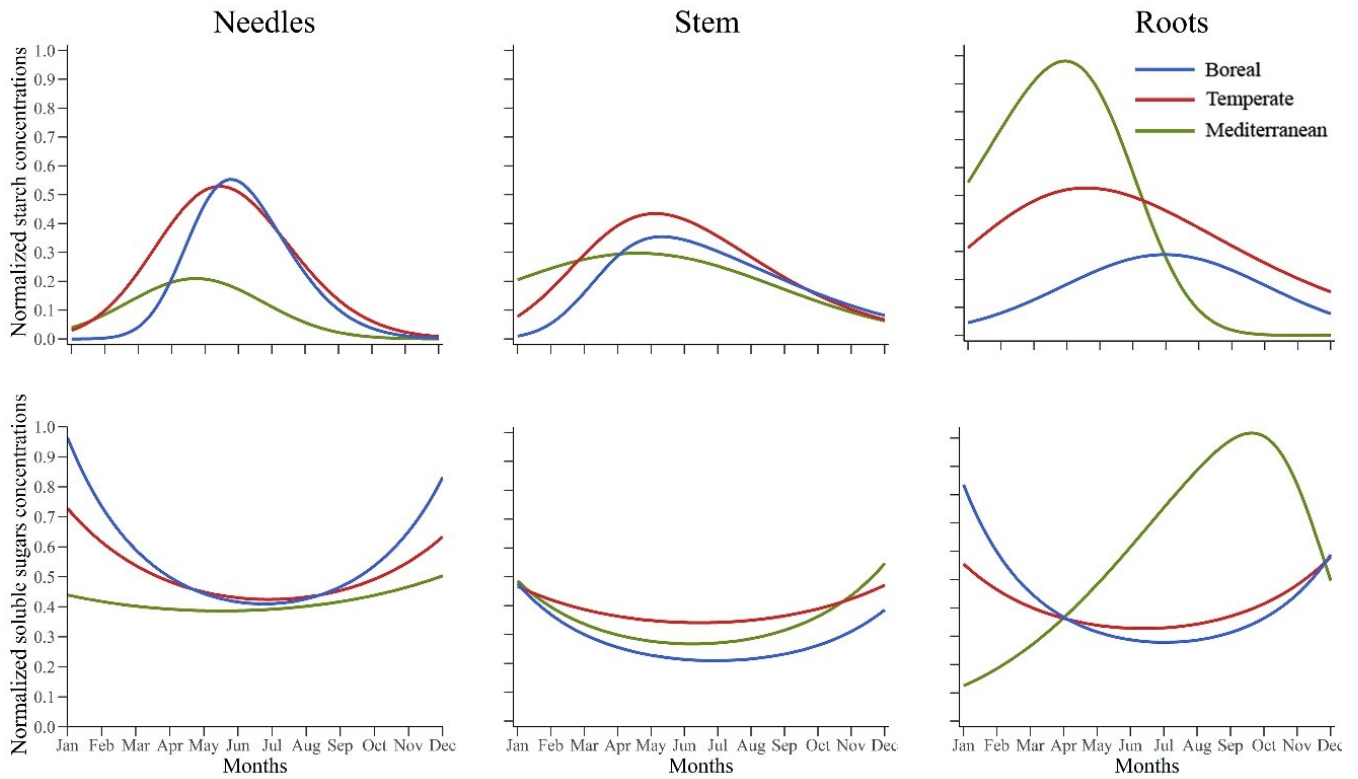 Needles
Stem
Roots
Normalized starch concentrations
1.0
0.9
0.8
0.7
0.6
0.5
0.4
0.3
0.2
0.1
0.0
Boreal
Temperate
Mediterranean
Normalized soluble sugars concentrations
1.0
0.9
0.8
0.7
0.6
0.5
0.4
0.3
0.2
0.1
0.0
Jan Feb Mar Apr May Jun Jul Aug Sep Oct Nov Dec
Months
Jan Feb Mar Apr May Jun Jul Aug Sep Oct Nov Dec
Months
Jan Feb Mar Apr May Jun Jul Aug Sep Oct Nov Dec
Months